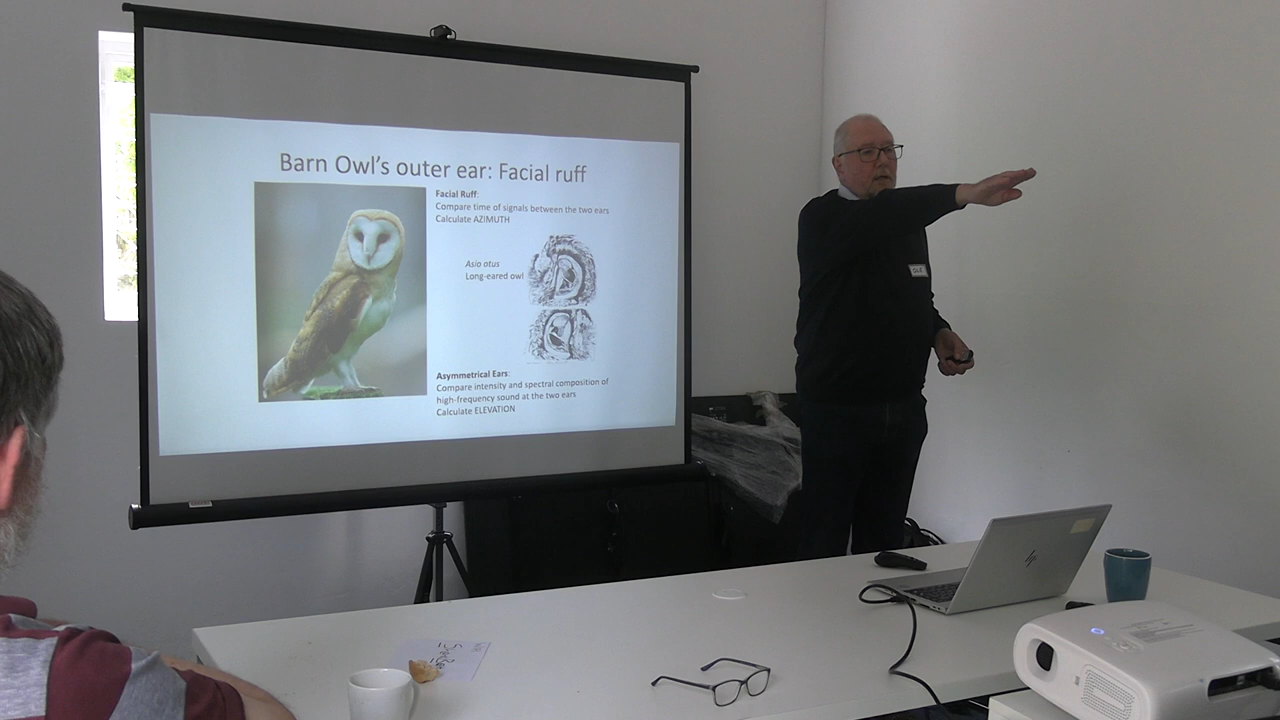 Barn Owl's outer ear: Facial ruff
Facial Ruff:
Compare time of signals between the two ears
Calculate AZIMUTH
Asio otus
Long-eared owl
Asymmetrical Ears:
Compare intensity and spectral composition of
high-frequency sound at the two ears
Calculate ELEVATION
OLE
hp